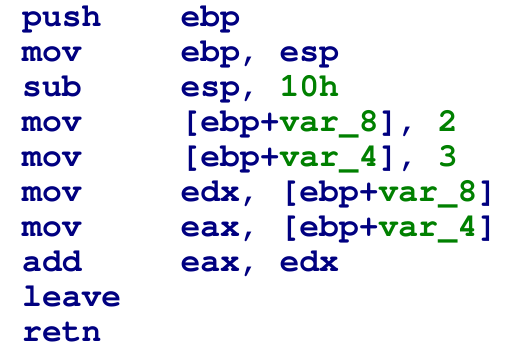 push ebp
mov ebp, esp
sub esp, 10h
mov [ebp+var_8], 2
mov [ebp+var_4], 3
mov edx, [ebp+var_8]
mov eax, [ebp+var_4]
add eax, edx
leave
retn